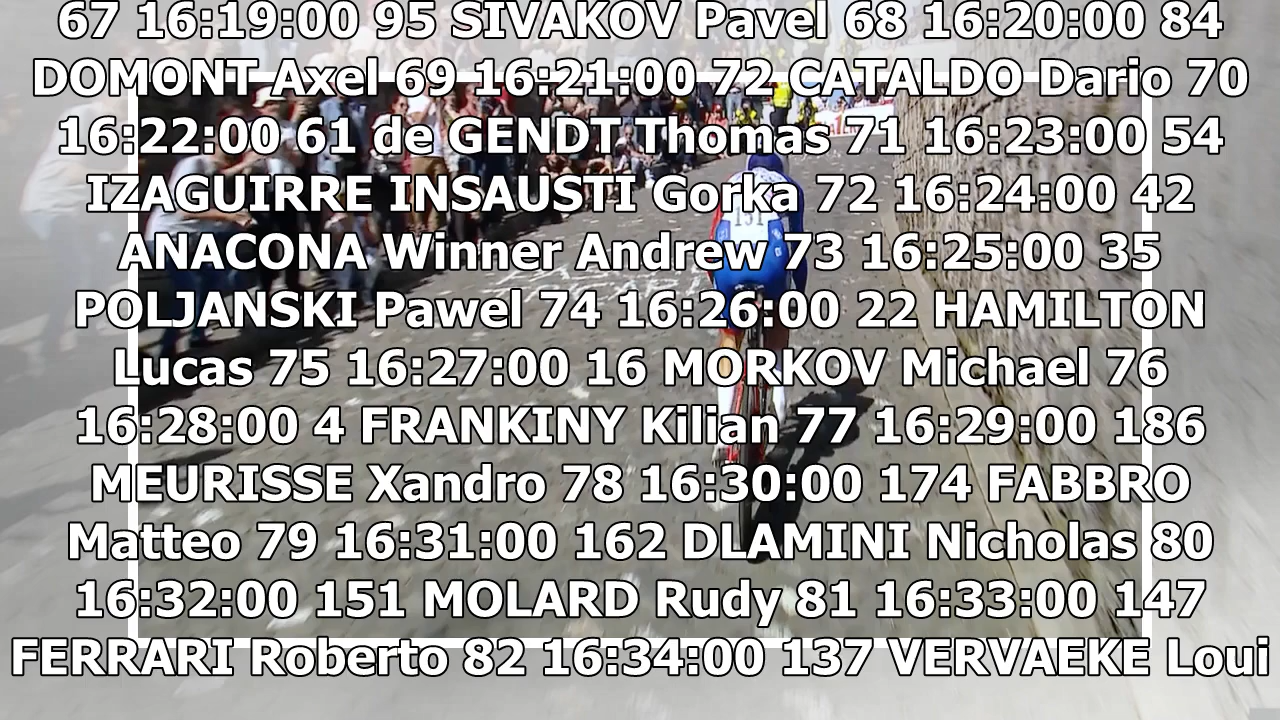 67 16:19:00 95 SIVAKOV Pavel 68 16:20:00 84
DOMONT Axel 69 16:21:00 72 CATALDO Dario 70
16:22:00 61 de GENDT Thomas 71 16:23:00 54
IZAGUIRRE INSAUSTI Gorka 72 16:24:00 42
ANACONA Winner Andrew 73 16:25:00 35
POLJANSKI Pawel 74 16:26:00 22 HAMILTON
Lucas 75 16:27:00 16 MORKOV Michael 76
16:28:00 4 FRANKINY Kilian 77 16:29:00 186
MEURISSE Xandro 78 16:30:00 174 FABBRO
Matteo 79 16:31:00 162 DLAMINI Nicholas 80
16:32:00 151 MOLARD Rudy 81 16:33:00 147
FERRARI Roberto 82 16:34:00 137 VERVAEKE Loui